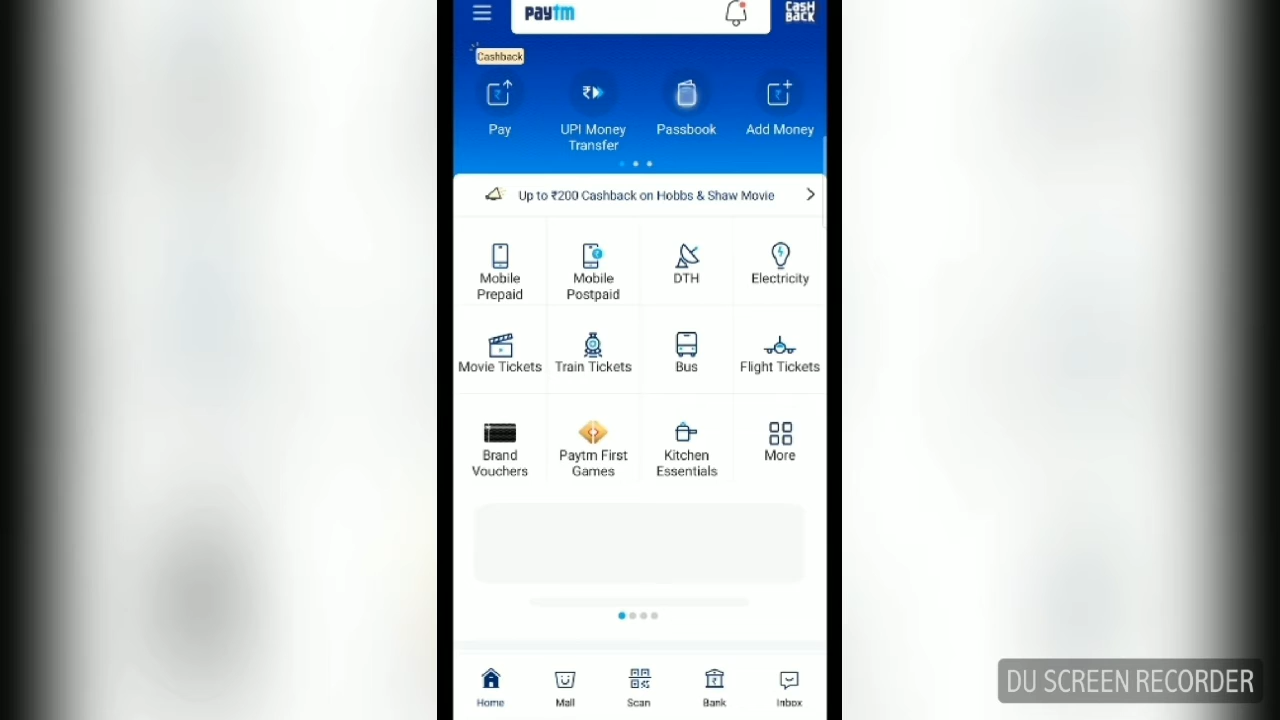 paytm
CASH
BACK
Cashback
Pay
UPI Money
Transfer
Passbook
Add Money
Up to ₹200 Cashback on Hobbs & Shaw Movie
Mobile
Prepaid
Mobile
Postpaid
DTH
Electricity
Movie Tickets
Train Tickets
Bus
Flight Tickets
Brand
Vouchers
Paytm First
Games
Kitchen
Essentials
More
Home
Mall
Scan
Bank
Inbox
DU SCREEN RECORDER